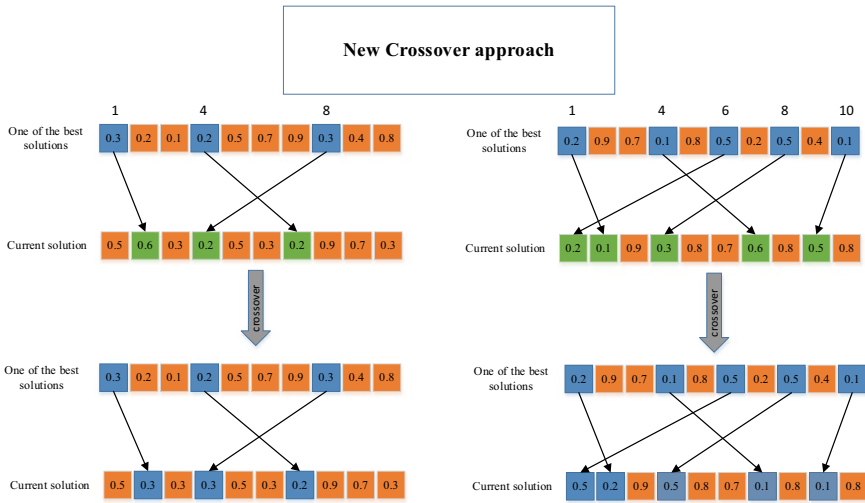 New Crossover approach
1 4 8
One of the best
solutions
0.3 0.2 0.1 0.2 0.5 0.7 0.9 0.3 0.4 0.8
Current solution
0.5 0.6 0.3 0.2 0.5 0.3 0.2 0.9 0.7 0.3
crossover
One of the best
solutions
0.3 0.2 0.1 0.2 0.5 0.7 0.9 0.3 0.4 0.8
Current solution
0.5 0.3 0.3 0.3 0.5 0.3 0.2 0.9 0.7 0.3
1 4 6 8 10
One of the best
solutions
0.2 0.9 0.7 0.1 0.8 0.5 0.2 0.5 0.4 0.1
Current solution
0.2 0.1 0.9 0.3 0.8 0.7 0.6 0.8 0.5 0.8
crossover
One of the best
solutions
0.2 0.9 0.7 0.1 0.8 0.5 0.2 0.5 0.4 0.1
Current solution
0.5 0.2 0.9 0.5 0.8 0.7 0.1 0.8 0.1 0.8